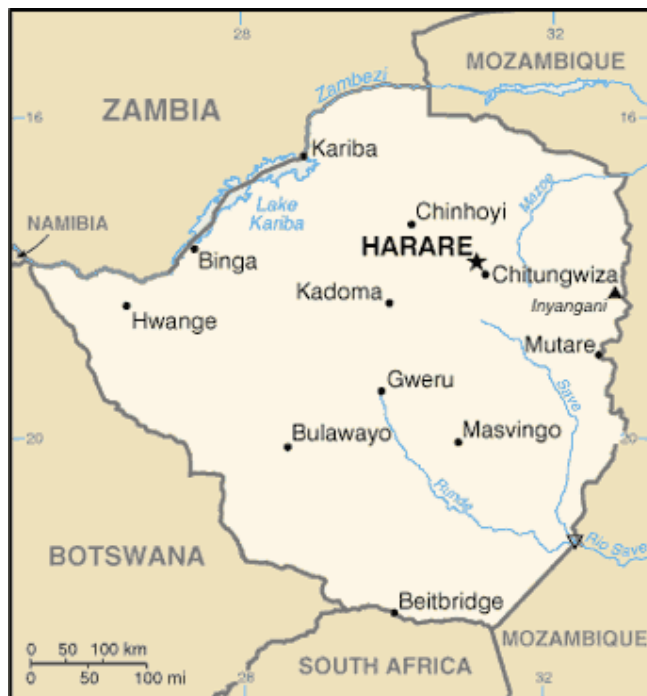 28
32
MOZAMBIQUE
Zambezi
ZAMBIA
16
16
Kariba
Lake
Kariba
Mazoe
Chinhoyi
NAMIBIA
HARARE
Binga
Chitungwiza
Kadoma
Inyangani
Hwange
Mutare
Gweru
Save
Bulawayo
Masvingo
20
20
Runde
Rio Save
BOTSWANA
Beitbridge
MOZAMBIQUE
0 50 100 km
0 50 100 mi
SOUTH AFRICA
28
32